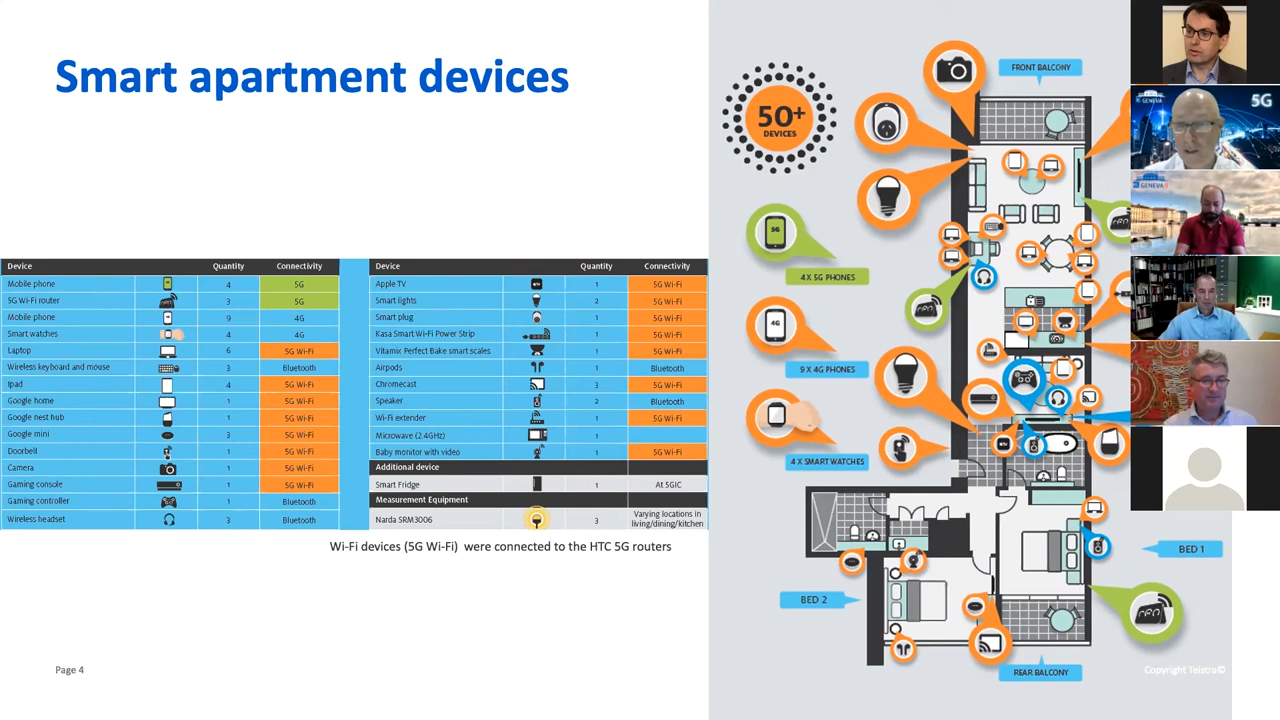 Smart apartment devices
Device Quantity Connectivity
Mobile phone 4 5G
5G Wi-Fi router 3 5G
Mobile phone 9 4G
Smart watches 4 4G
Laptop 6 5G Wi-Fi
Wireless keyboard and mouse 3 Bluetooth
Ipad 4 5G Wi-Fi
Google home 1 5G Wi-Fi
Google nest hub 1 5G Wi-Fi
Google mini 3 5G Wi-Fi
Doorbell 1 5G Wi-Fi
Camera 1 5G Wi-Fi
Gaming console 1 5G Wi-Fi
Gaming controller 1 Bluetooth
Wireless headset 3 Bluetooth
Device Quantity Connectivity
Apple TV 1 5G Wi-Fi
Smart lights 2 5G Wi-Fi
Smart plug 1 5G Wi-Fi
Kasa Smart Wi-Fi Power Strip 1 5G Wi-Fi
Vitamix Perfect Bake smart scales 1 5G Wi-Fi
Airpods 1 Bluetooth
Chromecast 3 5G Wi-Fi
Speaker 2 Bluetooth
Wi-Fi extender 1 5G Wi-Fi
Microwave (2.4GHz) 1
Baby monitor with video 1 5G Wi-Fi
Additional device
Smart Fridge 1 At 5GIC
Measurement Equipment
Narda SRM3006 3 Varying locations in
living/dining/kitchen
Wi-Fi devices (5G Wi-Fi) were connected to the HTC 5G routers
Page 4
50+
DEVICES
FRONT BALCONY
5G
4 X 5G PHONES
4G
9 X 4G PHONES
4 X SMART WATCHES
BED 1
BED 2
REAR BALCONY
Copyright Telstra©
GENEVA
5G
GENEVA